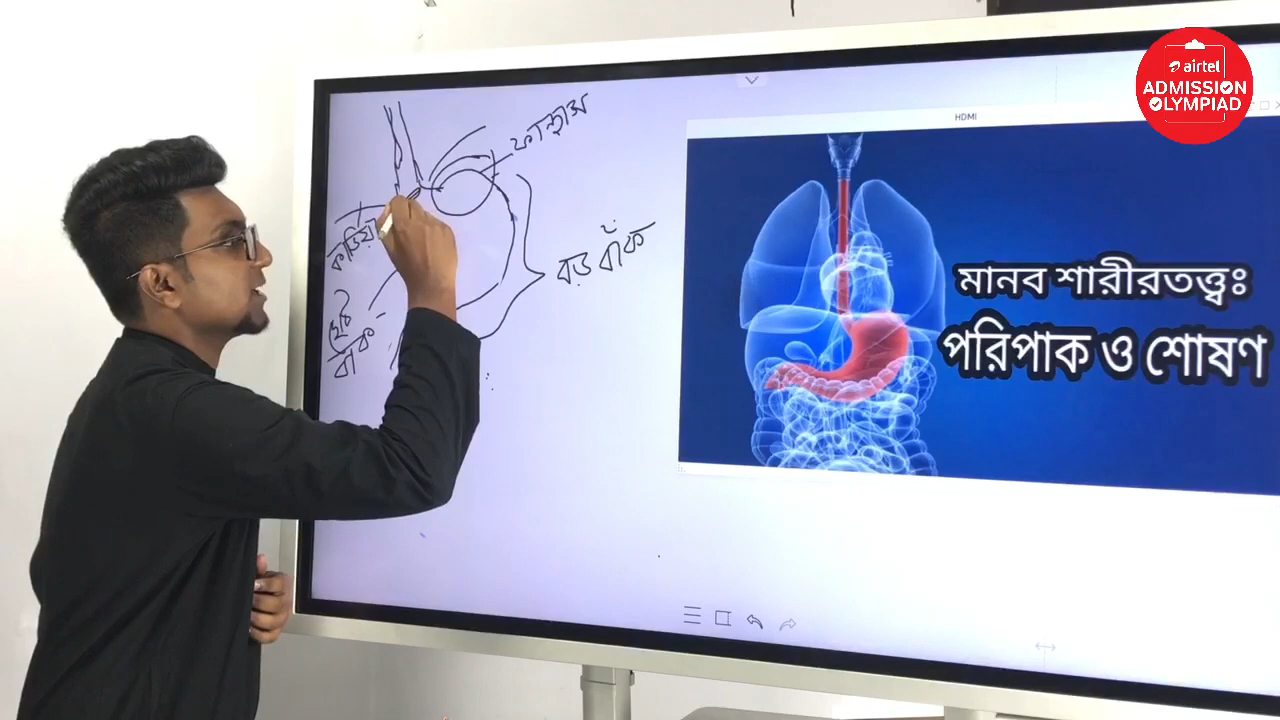 airtel
ADMISSION
OLYMPIAD
HDMI
ফান্ডাস
কার্ডিয়া
বড় বাঁক
ছোট
বাঁক
মানব শারীরতত্ত্বঃ
পরিপাক ও শোষণ